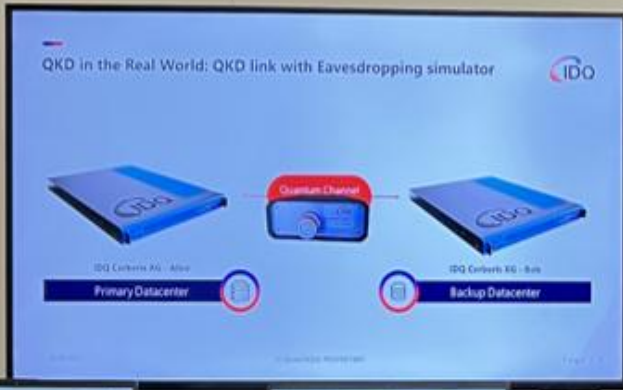 QKD in the Real World: QKD link with Eavesdropping simulator
IDQ
Quantum Channel
IDQ
IDQ
IDQ Cerberis XG - Alice
IDQ Cerberis XG - Bob
Primary Datacenter
Backup Datacenter